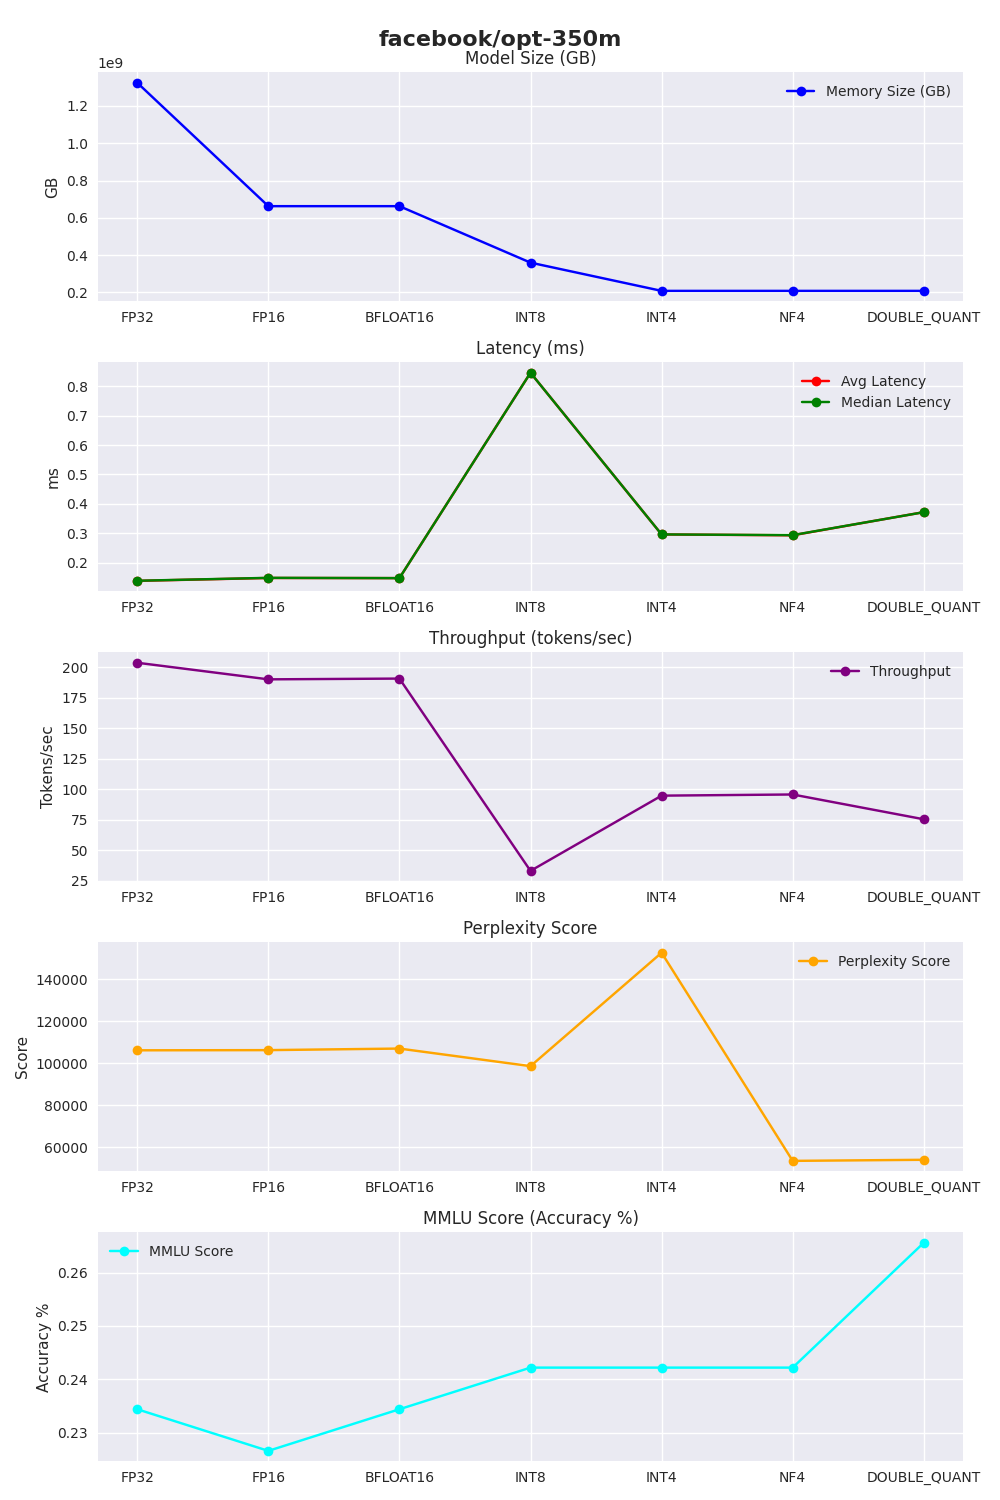 facebook/opt-350m
Model Size (GB)
1e9
Memory Size (GB)
GB
1.2
1.0
0.8
0.6
0.4
0.2
FP32 FP16 BFLOAT16 INT8 INT4 NF4 DOUBLE_QUANT
Latency (ms)
Avg Latency
Median Latency
ms
0.8
0.7
0.6
0.5
0.4
0.3
0.2
FP32 FP16 BFLOAT16 INT8 INT4 NF4 DOUBLE_QUANT
Throughput (tokens/sec)
Throughput
Tokens/sec
200
175
150
125
100
75
50
25
FP32 FP16 BFLOAT16 INT8 INT4 NF4 DOUBLE_QUANT
Perplexity Score
Perplexity Score
Score
140000
120000
100000
80000
60000
FP32 FP16 BFLOAT16 INT8 INT4 NF4 DOUBLE_QUANT
MMLU Score (Accuracy %)
MMLU Score
Accuracy %
0.26
0.25
0.24
0.23
FP32 FP16 BFLOAT16 INT8 INT4 NF4 DOUBLE_QUANT